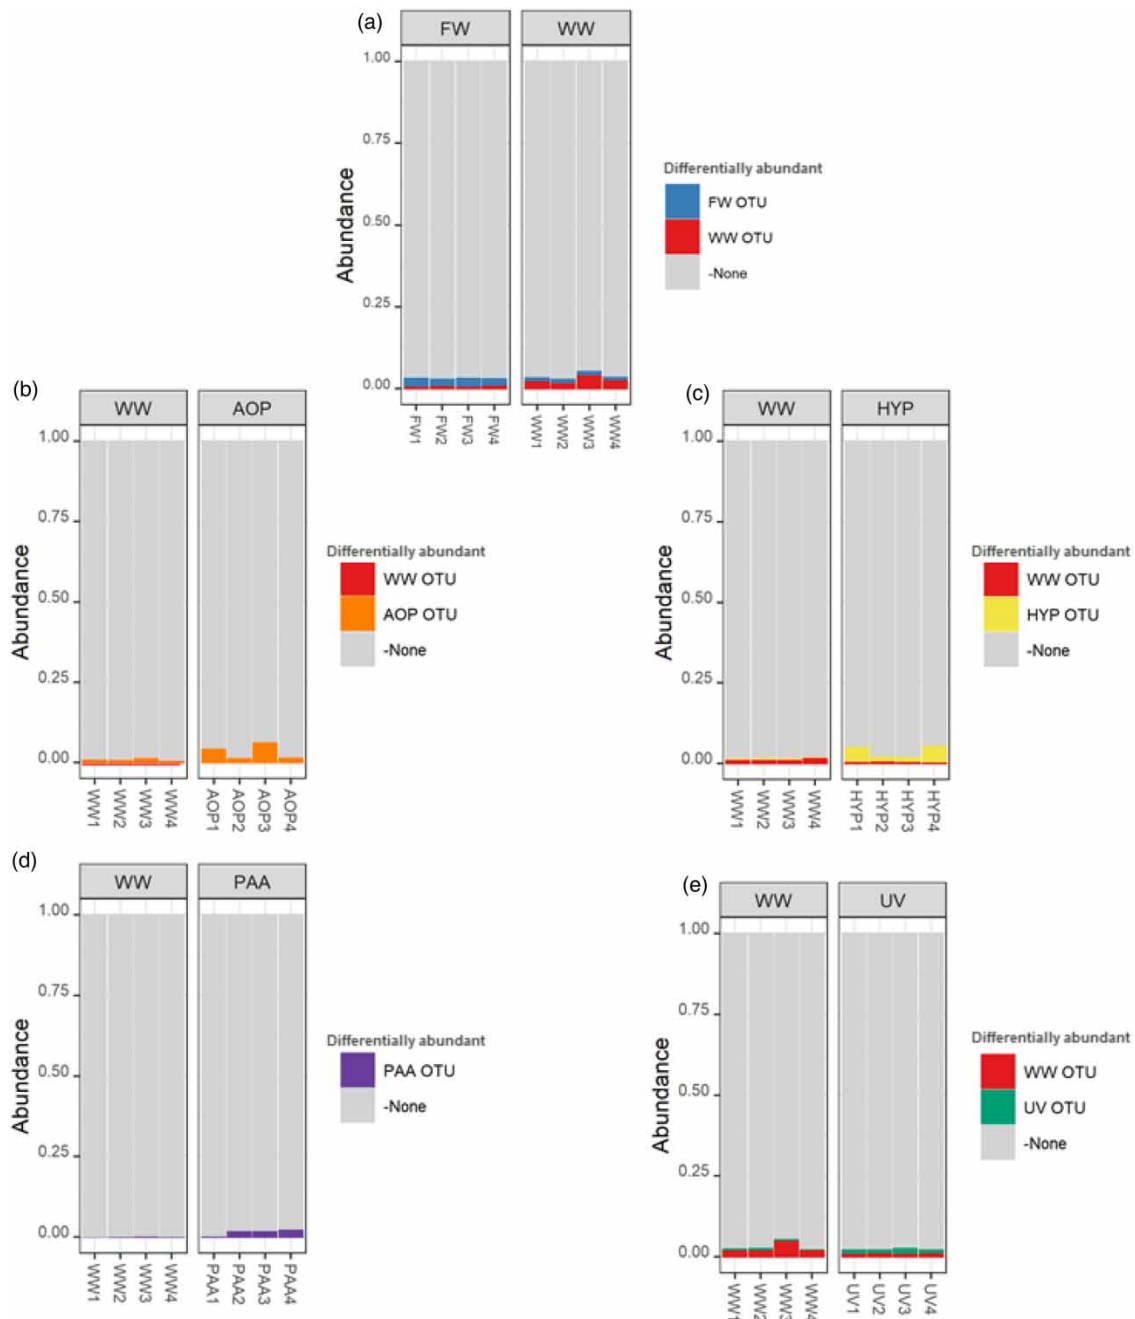 (a)
FW WW
1.00
0.75
0.50
0.25
0.00
Abundance
FW1 FW2 FW3 FW4 WW1 WW2 WW3 WW4
Differentially abundant
FW OTU
WW OTU
-None
(b)
WW AOP
1.00
0.75
0.50
0.25
0.00
Abundance
WW1 WW2 WW3 WW4 AOP1 AOP2 AOP3 AOP4
Differentially abundant
WW OTU
AOP OTU
-None
(c)
WW HYP
1.00
0.75
0.50
0.25
0.00
Abundance
WW1 WW2 WW3 WW4 HYP1 HYP2 HYP3 HYP4
Differentially abundant
WW OTU
HYP OTU
-None
(d)
WW PAA
1.00
0.75
0.50
0.25
0.00
Abundance
WW1 WW2 WW3 WW4 PAA1 PAA2 PAA3 PAA4
Differentially abundant
PAA OTU
-None
(e)
WW UV
1.00
0.75
0.50
0.25
0.00
Abundance
WW1 WW2 WW3 WW4 UV1 UV2 UV3 UV4
Differentially abundant
WW OTU
UV OTU
-None